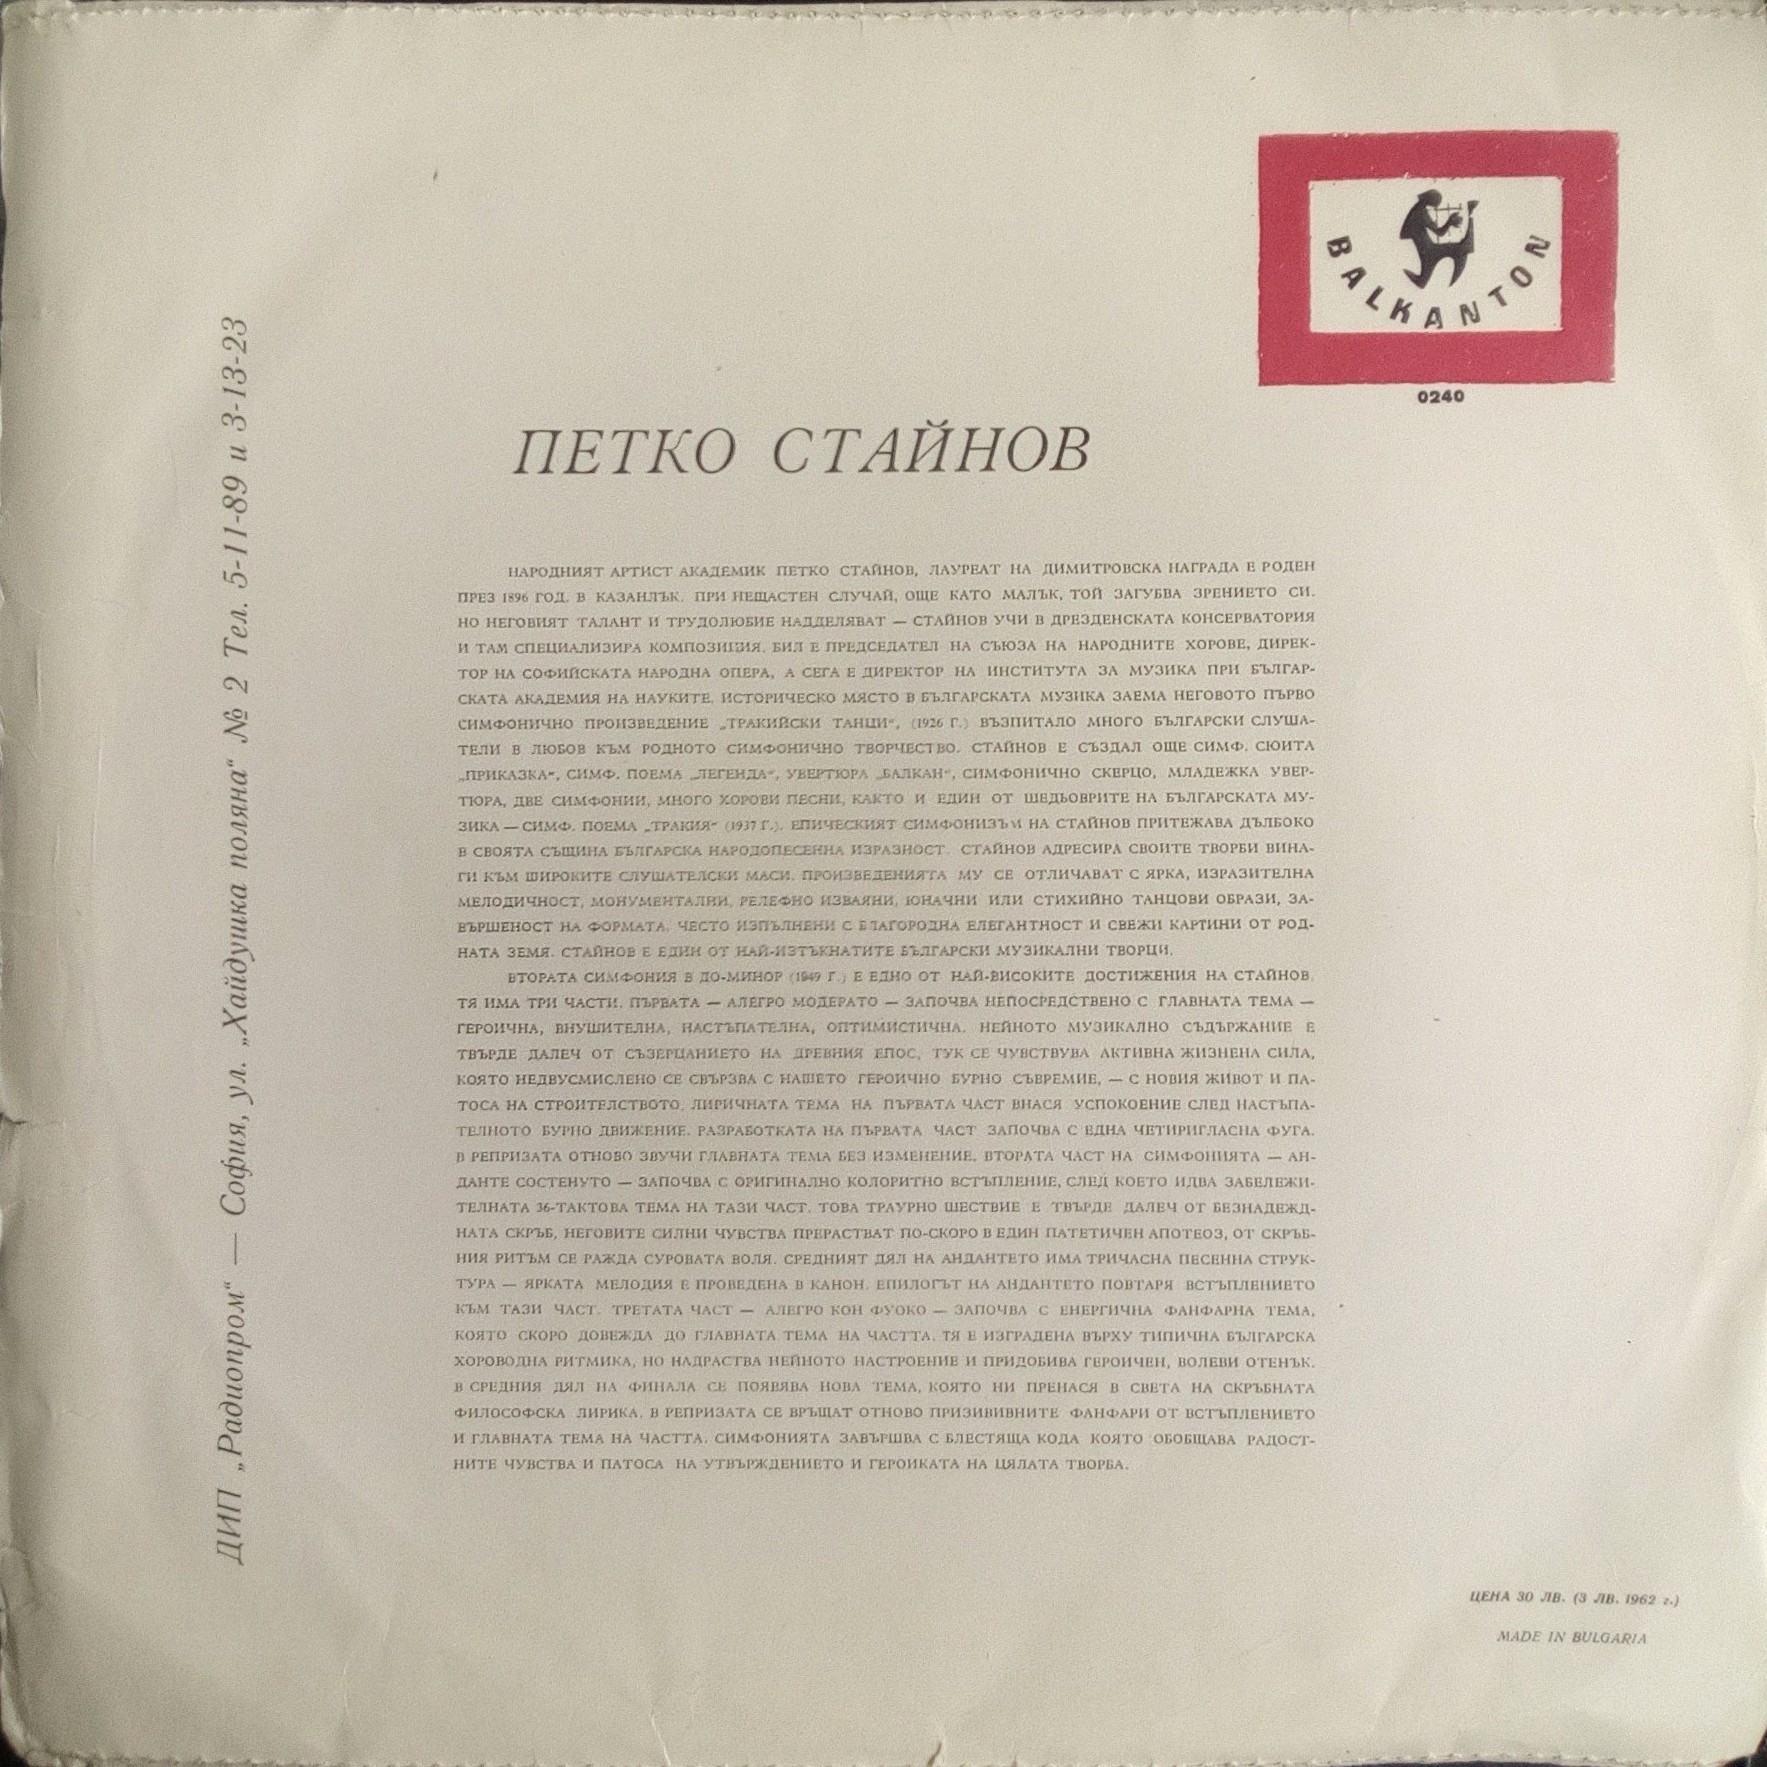 BALKANTON
0240
ПЕТКО СТАЙНОВ
НАРОДНИЯТ АРТИСТ АКАДЕМИК ПЕТКО СТАЙНОВ, ЛАУРЕАТ НА ДИМИТРОВСКА НАГРАДА Е РОДЕН
ПРЕЗ 1896 ГОД. В КАЗАНЛЪК. ПРИ НЕЩАСТЕН СЛУЧАЙ, ОЩЕ КАТО МАЛЪК, ТОЙ ЗАГУБВА ЗРЕНИЕТО СИ.
НО НЕГОВИЯТ ТАЛАНТ И ТРУДОЛЮБИЕ НАДДЕЛЯВАТ — СТАЙНОВ УЧИ В ДРЕЗДЕНСКАТА КОНСЕРВАТОРИЯ
И ТАМ СПЕЦИАЛИЗИРА КОМПОЗИЦИЯ. БИЛ Е ПРЕДСЕДАТЕЛ НА СЪЮЗА НА НАРОДНИТЕ ХОРОВЕ, ДИРЕК-
ТОР НА СОФИЙСКАТА НАРОДНА ОПЕРА, А СЕГА Е ДИРЕКТОР НА ИНСТИТУТА ЗА МУЗИКА ПРИ БЪЛГАР-
СКАТА АКАДЕМИЯ НА НАУКИТЕ. ИСТОРИЧЕСКО МЯСТО В БЪЛГАРСКАТА МУЗИКА ЗАЕМА НЕГОВОТО ПЪРВО
СИМФОНИЧНО ПРОИЗВЕДЕНИЕ „ТРАКИЙСКИ ТАНЦИ“, (1926 Г.) ВЪЗПИТАЛО МНОГО БЪЛГАРСКИ СЛУША-
ТЕЛИ В ЛЮБОВ КЪМ РОДНОТО СИМФОНИЧНО ТВОРЧЕСТВО. СТАЙНОВ Е СЪЗДАЛ ОЩЕ СИМФ. СЮИТА
„ПРИКАЗКА“, СИМФ. ПОЕМА „ЛЕГЕНДА“, УВЕРТЮРА „БАЛКАН“, СИМФОНИЧНО СКЕРЦО, МЛАДЕЖКА УВЕР-
ТЮРА, ДВЕ СИМФОНИИ, МНОГО ХОРОВИ ПЕСНИ, КАКТО И ЕДИН ОТ ШЕДЬОВРИТЕ НА БЪЛГАРСКАТА МУ-
ЗИКА — СИМФ. ПОЕМА „ТРАКИЯ“ (1937 Г.). ЕПИЧЕСКИЯТ СИМФОНИЗЪМ НА СТАЙНОВ ПРИТЕЖАВА ДЪЛБОКО
В СВОЯТА СЪЩИНА БЪЛГАРСКА НАРОДОПЕСЕННА ИЗРАЗНОСТ. СТАЙНОВ АДРЕСИРА СВОИТЕ ТВОРБИ ВИНА-
ГИ КЪМ ШИРОКИТЕ СЛУШАТЕЛСКИ МАСИ. ПРОИЗВЕДЕНИЯТА МУ СЕ ОТЛИЧАВАТ С ЯРКА, ИЗРАЗИТЕЛНА
МЕЛОДИЧНОСТ, МОНУМЕНТАЛНИ, РЕЛЕФНО ИЗВАЯНИ, ЮНАЧНИ ИЛИ СТИХИЙНО ТАНЦОВИ ОБРАЗИ, ЗА-
ВЪРШЕНОСТ НА ФОРМАТА, ЧЕСТО ИЗПЪЛНЕНИ С БЛАГОРОДНА ЕЛЕГАНТНОСТ И СВЕЖИ КАРТИНИ ОТ РОД-
НАТА ЗЕМЯ. СТАЙНОВ Е ЕДИН ОТ НАЙ-ИЗТЪКНАТИТЕ БЪЛГАРСКИ МУЗИКАЛНИ ТВОРЦИ.
ВТОРАТА СИМФОНИЯ В ДО-МИНОР (1949 Г.) Е ЕДНО ОТ НАЙ-ВИСОКИТЕ ДОСТИЖЕНИЯ НА СТАЙНОВ.
ТЯ ИМА ТРИ ЧАСТИ. ПЪРВАТА — АЛЕГРО МОДЕРАТО — ЗАПОЧВА НЕПОСРЕДСТВЕНО С ГЛАВНАТА ТЕМА —
ГЕРОИЧНА, ВНУШИТЕЛНА, НАСТЪПАТЕЛНА, ОПТИМИСТИЧНА. НЕЙНОТО МУЗИКАЛНО СЪДЪРЖАНИЕ Е
ТВЪРДЕ ДАЛЕЧ ОТ СЪЗЕРЦАНИЕТО НА ДРЕВНИЯ ЕПОС, ТУК СЕ ЧУВСТВУВА АКТИВНА ЖИЗНЕНА СИЛА,
КОЯТО НЕДВУСМИСЛЕНО СЕ СВЪРЗВА С НАШЕТО ГЕРОИЧНО БУРНО СЪВРЕМИЕ, — С НОВИЯ ЖИВОТ И ПА-
ТОСА НА СТРОИТЕЛСТВОТО. ЛИРИЧНАТА ТЕМА НА ПЪРВАТА ЧАСТ ВНАСЯ УСПОКОЕНИЕ СЛЕД НАСТЪПА-
ТЕЛНОТО БУРНО ДВИЖЕНИЕ. РАЗРАБОТКАТА НА ПЪРВАТА ЧАСТ ЗАПОЧВА С ЕДНА ЧЕТИРИГЛАСНА ФУГА.
В РЕПРИЗАТА ОТНОВО ЗВУЧИ ГЛАВНАТА ТЕМА БЕЗ ИЗМЕНЕНИЕ. ВТОРАТА ЧАСТ НА СИМФОНИЯТА — АН-
ДАНТЕ СОСТЕНУТО — ЗАПОЧВА С ОРИГИНАЛНО КОЛОРИТНО ВСТЪПЛЕНИЕ, СЛЕД КОЕТО ИДВА ЗАБЕЛЕЖИ-
ТЕЛНАТА 36-ТАКТОВА ТЕМА НА ТАЗИ ЧАСТ. ТОВА ТРАУРНО ШЕСТВИЕ Е ТВЪРДЕ ДАЛЕЧ ОТ БЕЗНАДЕЖД-
НАТА СКРЪБ, НЕГОВИТЕ СИЛНИ ЧУВСТВА ПРЕРАСТВАТ ПО-СКОРО В ЕДИН ПАТЕТИЧЕН АПОТЕОЗ, ОТ СКРЪБ-
НИЯ РИТЪМ СЕ РАЖДА СУРОВАТА ВОЛЯ. СРЕДНИЯТ ДЯЛ НА АНДАНТЕТО ИМА ТРИЧАСНА ПЕСЕННА СТРУК-
ТУРА — ЯРКАТА МЕЛОДИЯ Е ПРОВЕДЕНА В КАНОН. ЕПИЛОГЪТ НА АНДАНТЕТО ПОВТАРЯ ВСТЪПЛЕНИЕТО
КЪМ ТАЗИ ЧАСТ. ТРЕТАТА ЧАСТ — АЛЕГРО КОН ФУОКО — ЗАПОЧВА С ЕНЕРГИЧНА ФАНФАРНА ТЕМА,
КОЯТО СКОРО ДОВЕЖДА ДО ГЛАВНАТА ТЕМА НА ЧАСТТА. ТЯ Е ИЗГРАДЕНА ВЪРХУ ТИПИЧНА БЪЛГАРСКА
ХОРОВОДНА РИТМИКА, НО НАДРАСТВА НЕЙНОТО НАСТРОЕНИЕ И ПРИДОБИВА ГЕРОИЧЕН, ВОЛЕВИ ОТЕНЪК.
В СРЕДНИЯ ДЯЛ НА ФИНАЛА СЕ ПОЯВЯВА НОВА ТЕМА, КОЯТО НИ ПРЕНАСЯ В СВЕТА НА СКРЪБНАТА
ФИЛОСОФСКА ЛИРИКА. В РЕПРИЗАТА СЕ ВРЪЩАТ ОТНОВО ПРИЗИВИВНИТЕ ФАНФАРИ ОТ ВСТЪПЛЕНИЕТО
И ГЛАВНАТА ТЕМА НА ЧАСТТА. СИМФОНИЯТА ЗАВЪРШВА С БЛЕСТЯЩА КОДА КОЯТО ОБОБЩАВА РАДОСТ-
НИТЕ ЧУВСТВА И ПАТОСА НА УТВЪРЖДЕНИЕТО И ГЕРОИКАТА НА ЦЯЛАТА ТВОРБА.
ДИП „Радиопром“ — София, ул. „Хайдушка поляна“ № 2 Тел. 5-11-89 и 3-13-23
ЦЕНА 30 ЛВ. (3 ЛВ. 1962 г.)
MADE IN BULGARIA